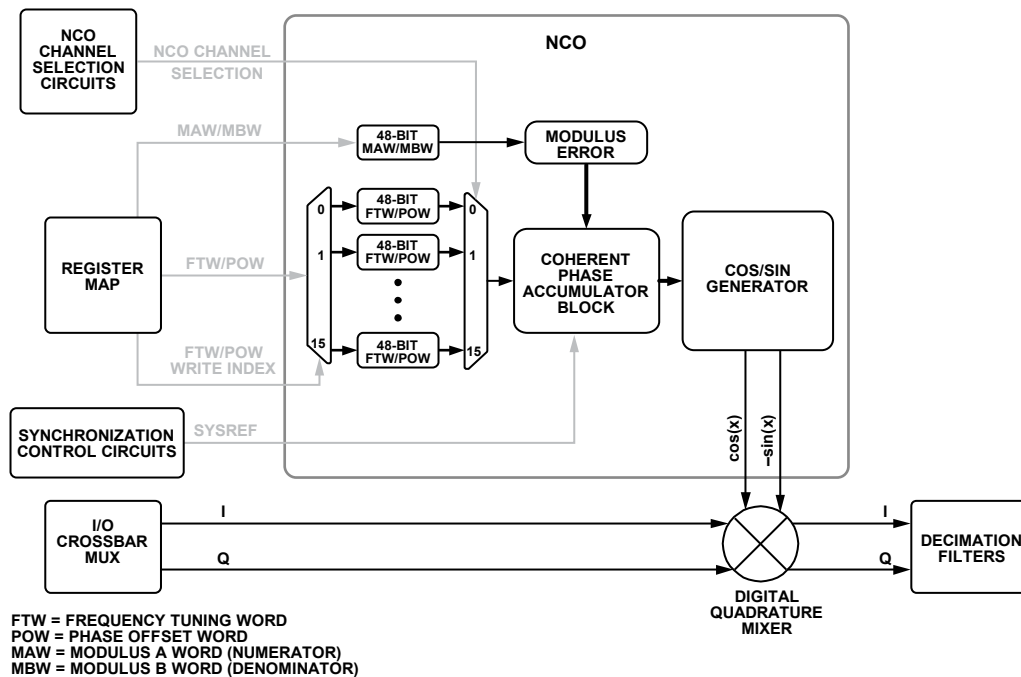 NCO
CHANNEL
SELECTION
CIRCUITS
NCO CHANNEL
SELECTION
NCO
MAW/MBW
48-BIT
MAW/MBW
MODULUS
ERROR
REGISTER
MAP
FTW/POW
0
1
15
48-BIT
FTW/POW
48-BIT
FTW/POW
48-BIT
FTW/POW
0
1
15
COHERENT
PHASE
ACCUMULATOR
BLOCK
COS/SIN
GENERATOR
FTW/POW
WRITE INDEX
SYNCHRONIZATION
CONTROL CIRCUITS
SYSREF
cos(x)
–sin(x)
I/O
CROSSBAR
MUX
I
Q
I
Q
DECIMATION
FILTERS
DIGITAL
QUADRATURE
MIXER
FTW = FREQUENCY TUNING WORD
POW = PHASE OFFSET WORD
MAW = MODULUS A WORD (NUMERATOR)
MBW = MODULUS B WORD (DENOMINATOR)